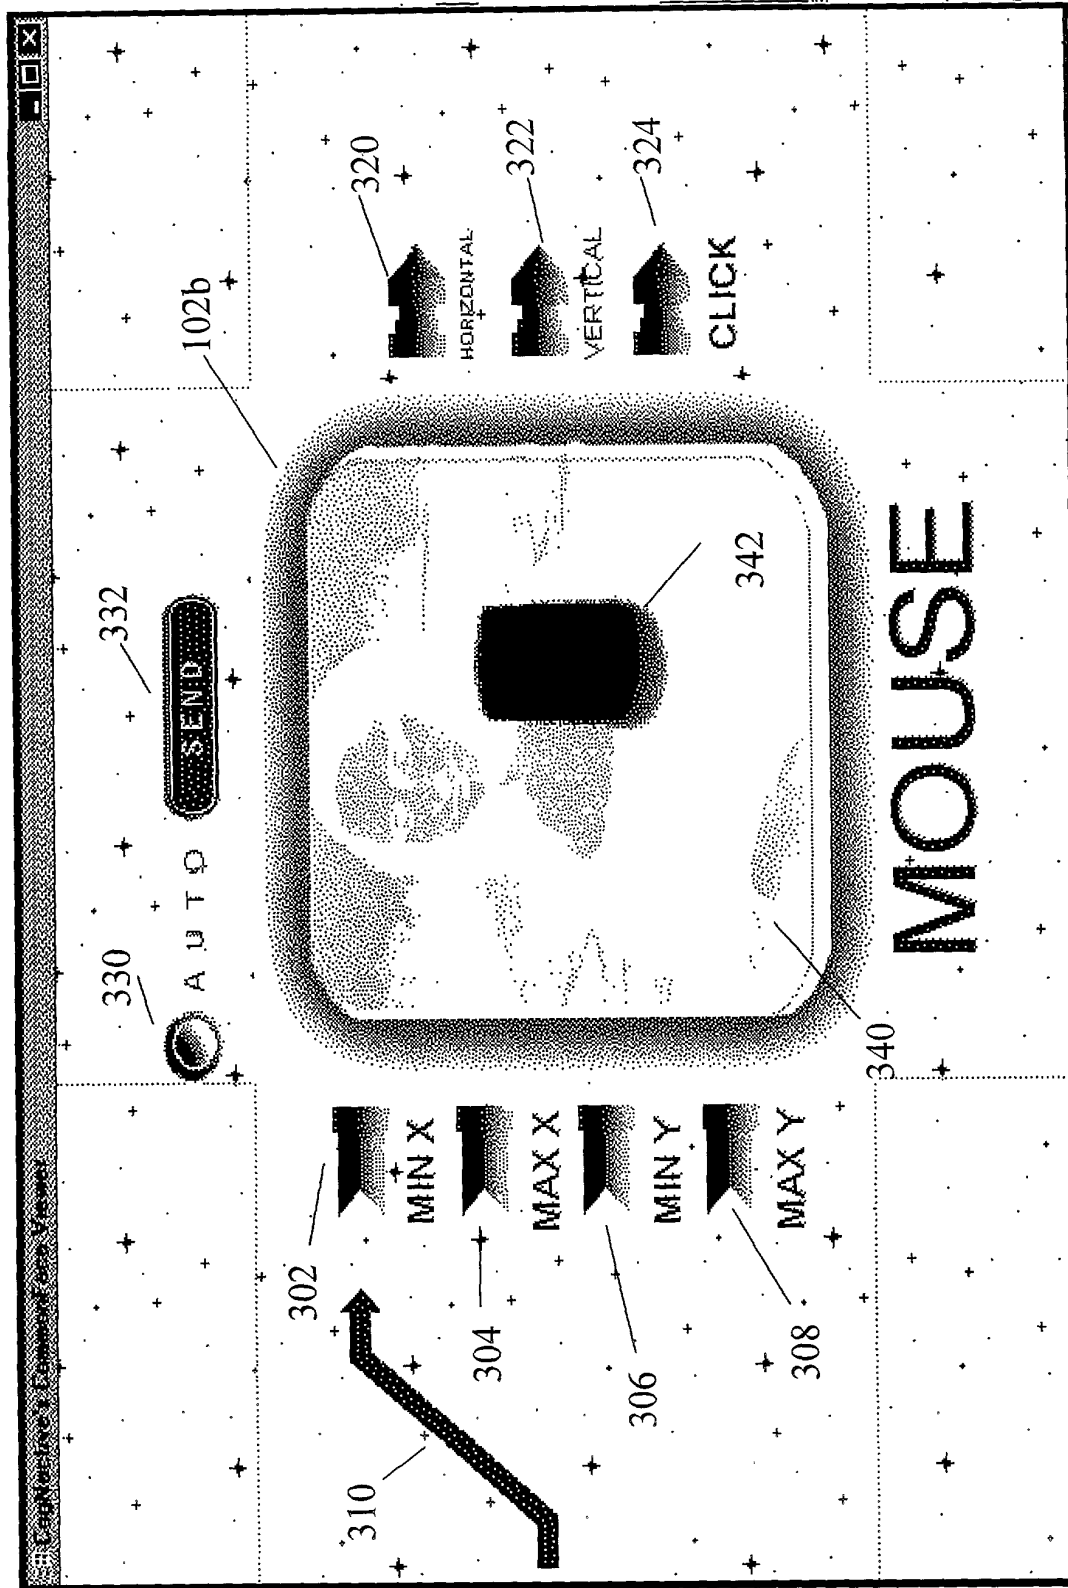 330
332
AUTO
SEND
102b
302
MIN X
304
MAX X
306
MIN Y
308
MAX Y
310
320
HORIZONTAL
322
VERTICAL
324
CLICK
342
340
MOUSE